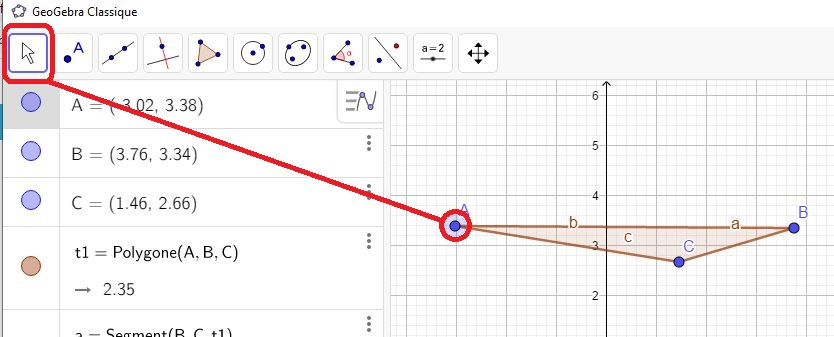 GeoGebra Classique
A
a=2
A = (-3.02, 3.38)
B = (3.76, 3.34)
C = (1.46, 2.66)
t1 = Polygone(A, B, C)
→ 2.35
a = Segment(B, C, t1)
6
5
4
3
2
A
B
C
b
a
c